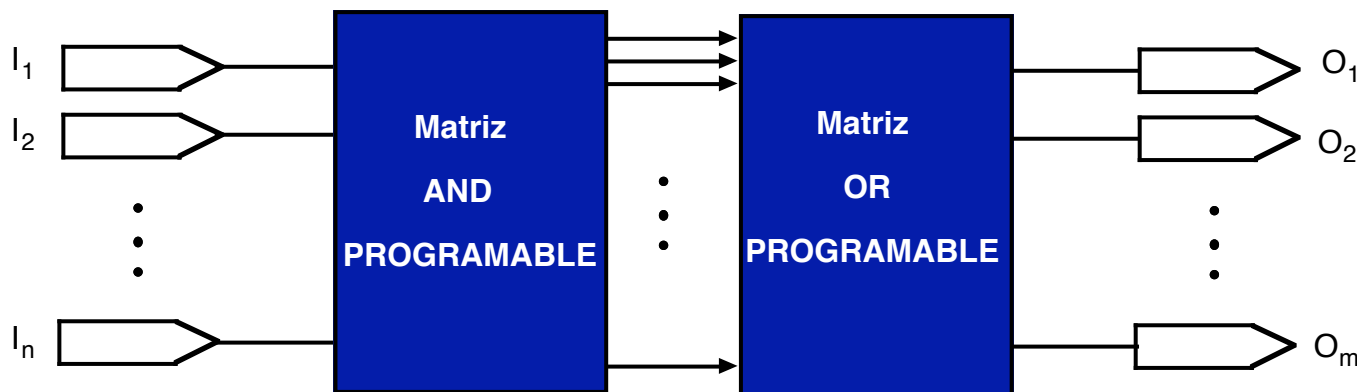 I1
I2
In
Matriz
AND
PROGRAMABLE
Matriz
OR
PROGRAMABLE
O1
O2
Om